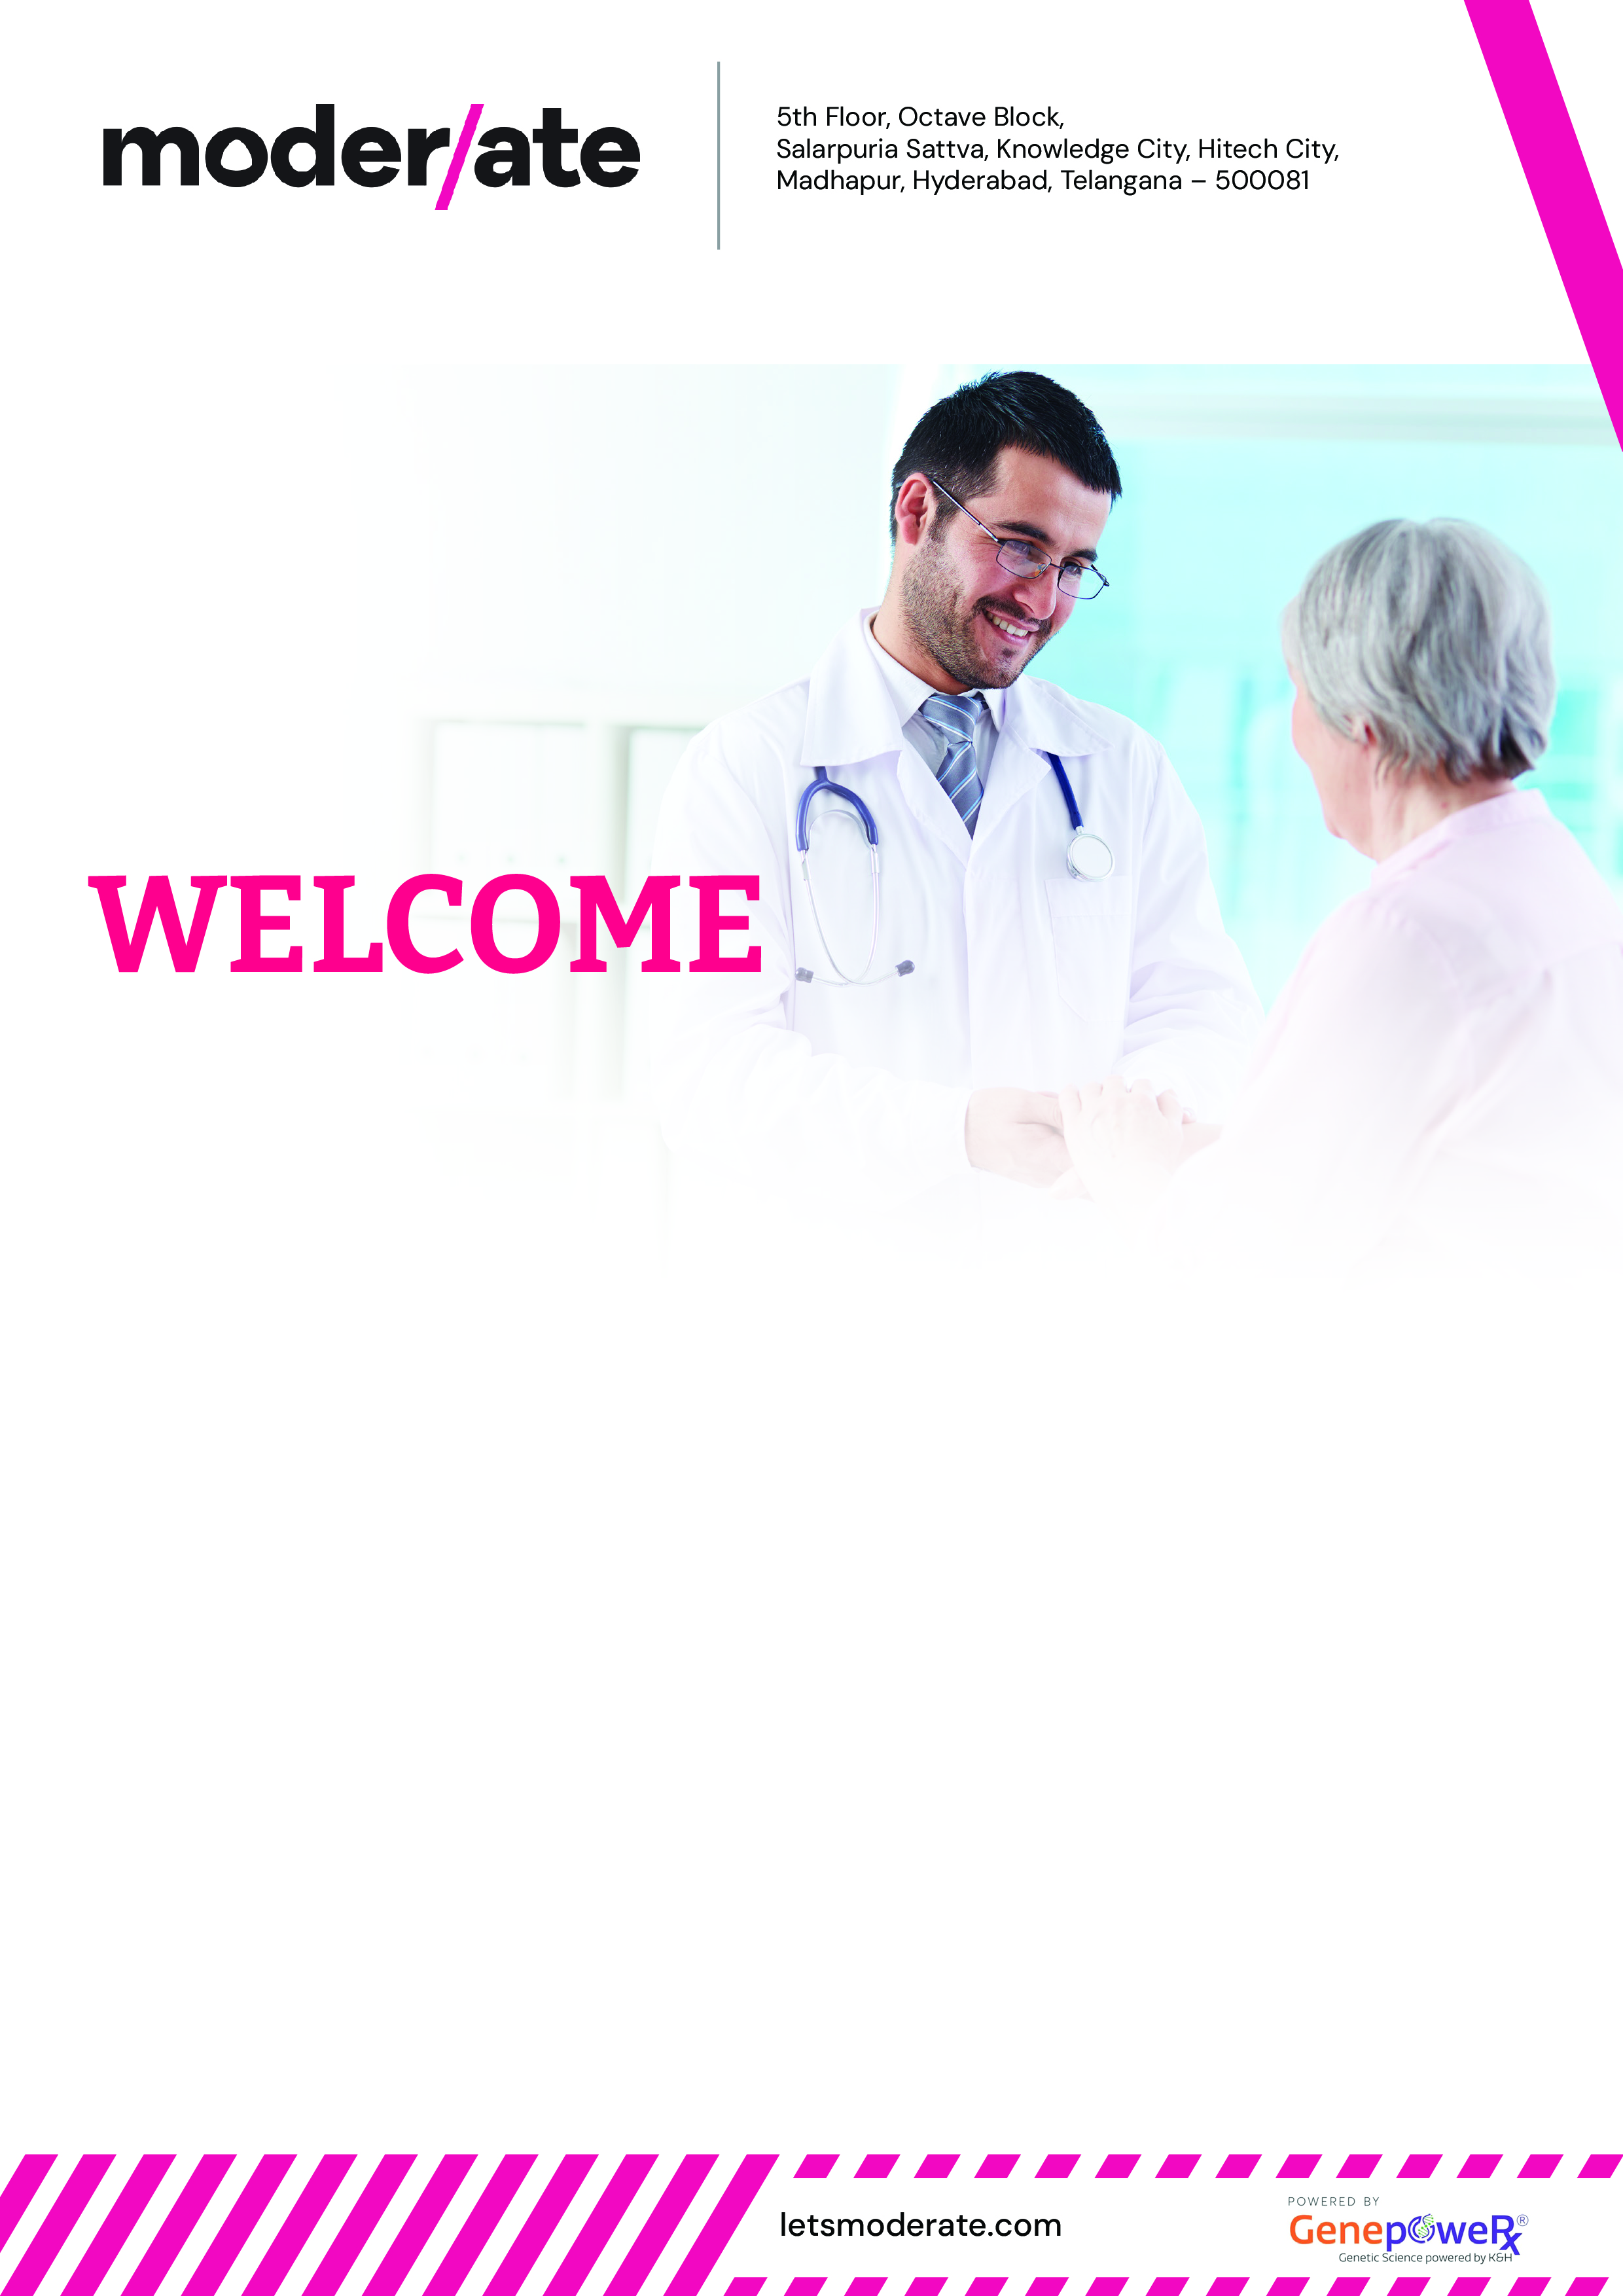 moder/ate
5th Floor, Octave Block,
Salarpuria Sattva, Knowledge City, Hitech City,
Madhapur, Hyderabad, Telangana – 500081
WELCOME
letsmoderate.com
POWERED BY
GenepoweRx®
Genetic Science powered by K&H